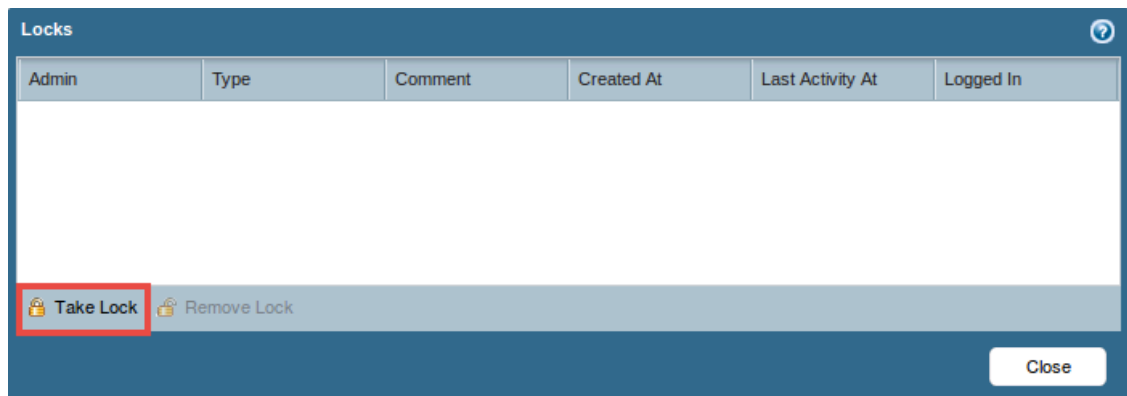 Locks
Admin Type Comment Created At Last Activity At Logged In
Take Lock Remove Lock
Close